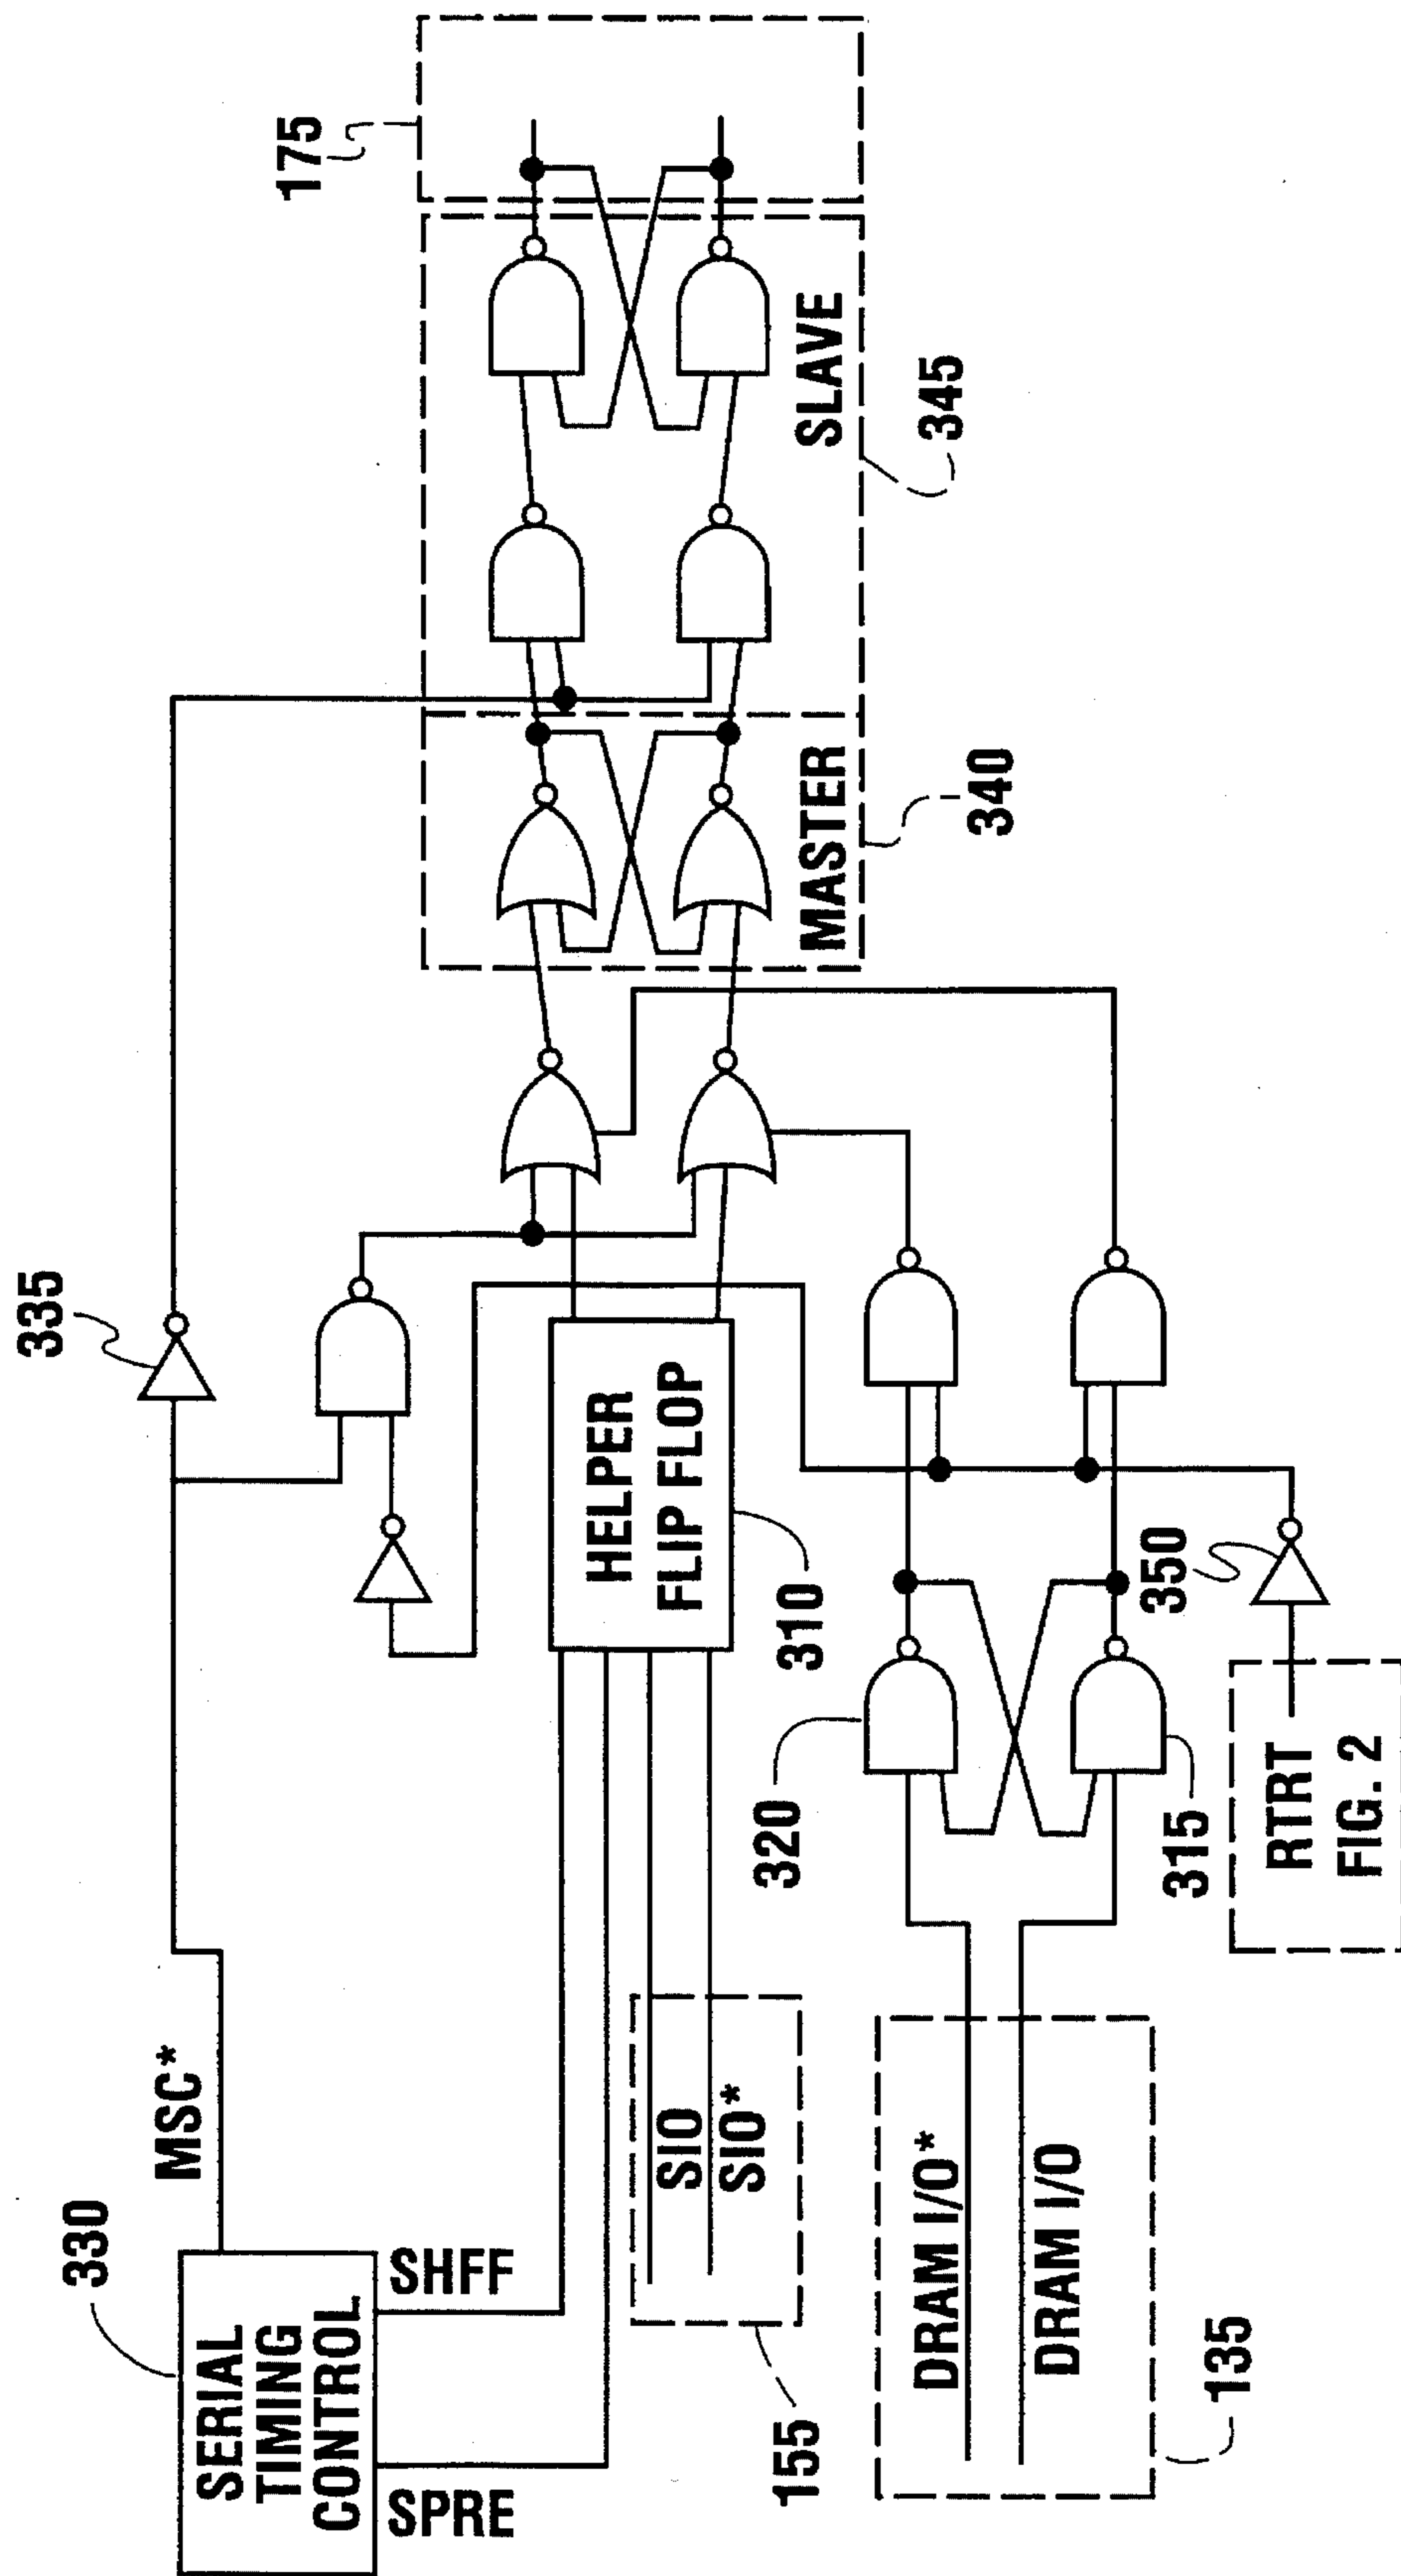 330
SERIAL
TIMING
CONTROL
MSC*
SHFF
SPRE
335
175
HELPER
FLIP FLOP
310
SIO
SIO*
155
MASTER
340
SLAVE
345
320
315
350
DRAM I/O*
DRAM I/O
135
RTRT
FIG. 2